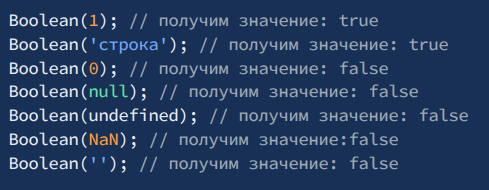 Boolean(1); // получим значение: true
Boolean('строка'); // получим значение: true
Boolean(0); // получим значение: false
Boolean(null); // получим значение: false
Boolean(undefined); // получим значение: false
Boolean(NaN); // получим значение:false
Boolean(''); // получим значение: false